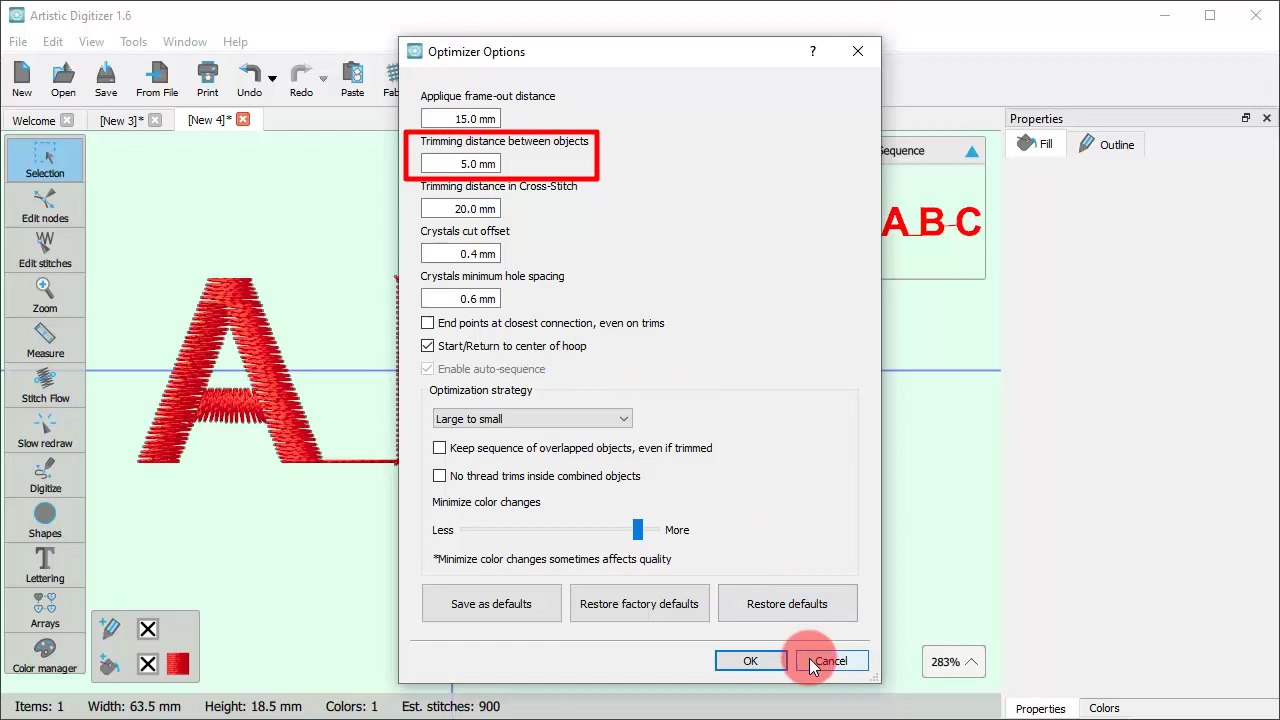 Artistic Digitizer 1.6
File Edit View Tools Window Help
New Open Save From File Print Undo Redo Paste
Welcome [New 3]* [New 4]*
Selection
Edit nodes
Edit stitches
Zoom
Measure
Stitch Flow
Slow redraw
Digitize
Shapes
Lettering
Arrays
Color manager
Optimizer Options
Applique frame-out distance
15.0 mm
Trimming distance between objects
5.0 mm
Trimming distance in Cross-Stitch
20.0 mm
Crystals cut offset
0.4 mm
Crystals minimum hole spacing
0.6 mm
End points at closest connection, even on trims
Start/Return to center of hoop
Enable auto-sequence
Optimization strategy
Large to small
Keep sequence of overlapped objects, even if trimmed
No thread trims inside combined objects
Minimize color changes
Less More
*Minimize color changes sometimes affects quality
Save as defaults Restore factory defaults Restore defaults
OK Cancel
A
Sequence
A B C
283%
Properties
Fill Outline
Properties Colors
Items: 1 Width: 63.5 mm Height: 18.5 mm Colors: 1 Est. stitches: 900